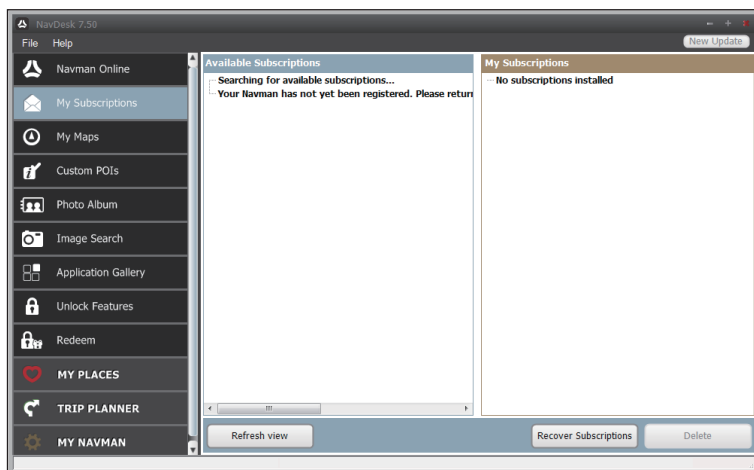 NavDesk 7.50
File Help
New Update
Navman Online
My Subscriptions
My Maps
Custom POIs
Photo Album
Image Search
Application Gallery
Unlock Features
Redeem
MY PLACES
TRIP PLANNER
MY NAVMAN
Available Subscriptions
Searching for available subscriptions...
Your Navman has not yet been registered. Please return
My Subscriptions
No subscriptions installed
Refresh view
Recover Subscriptions
Delete